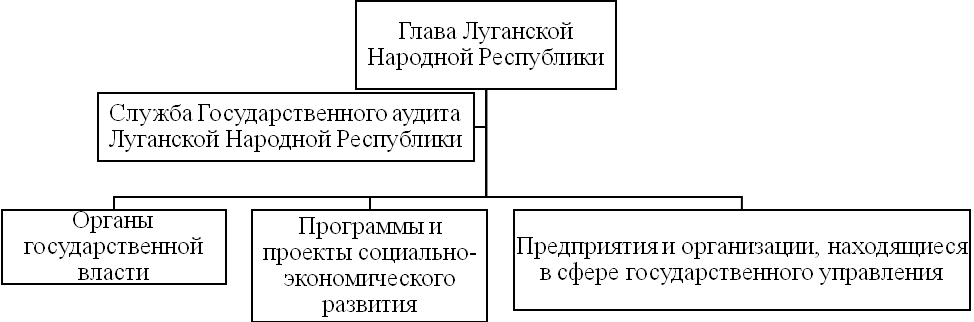 Глава Луганской
Народной Республики
Служба Государственного аудита
Луганской Народной Республики
Органы
государственной
власти
Программы и
проекты социально-
экономического
развития
Предприятия и организации, находящиеся
в сфере государственного управления